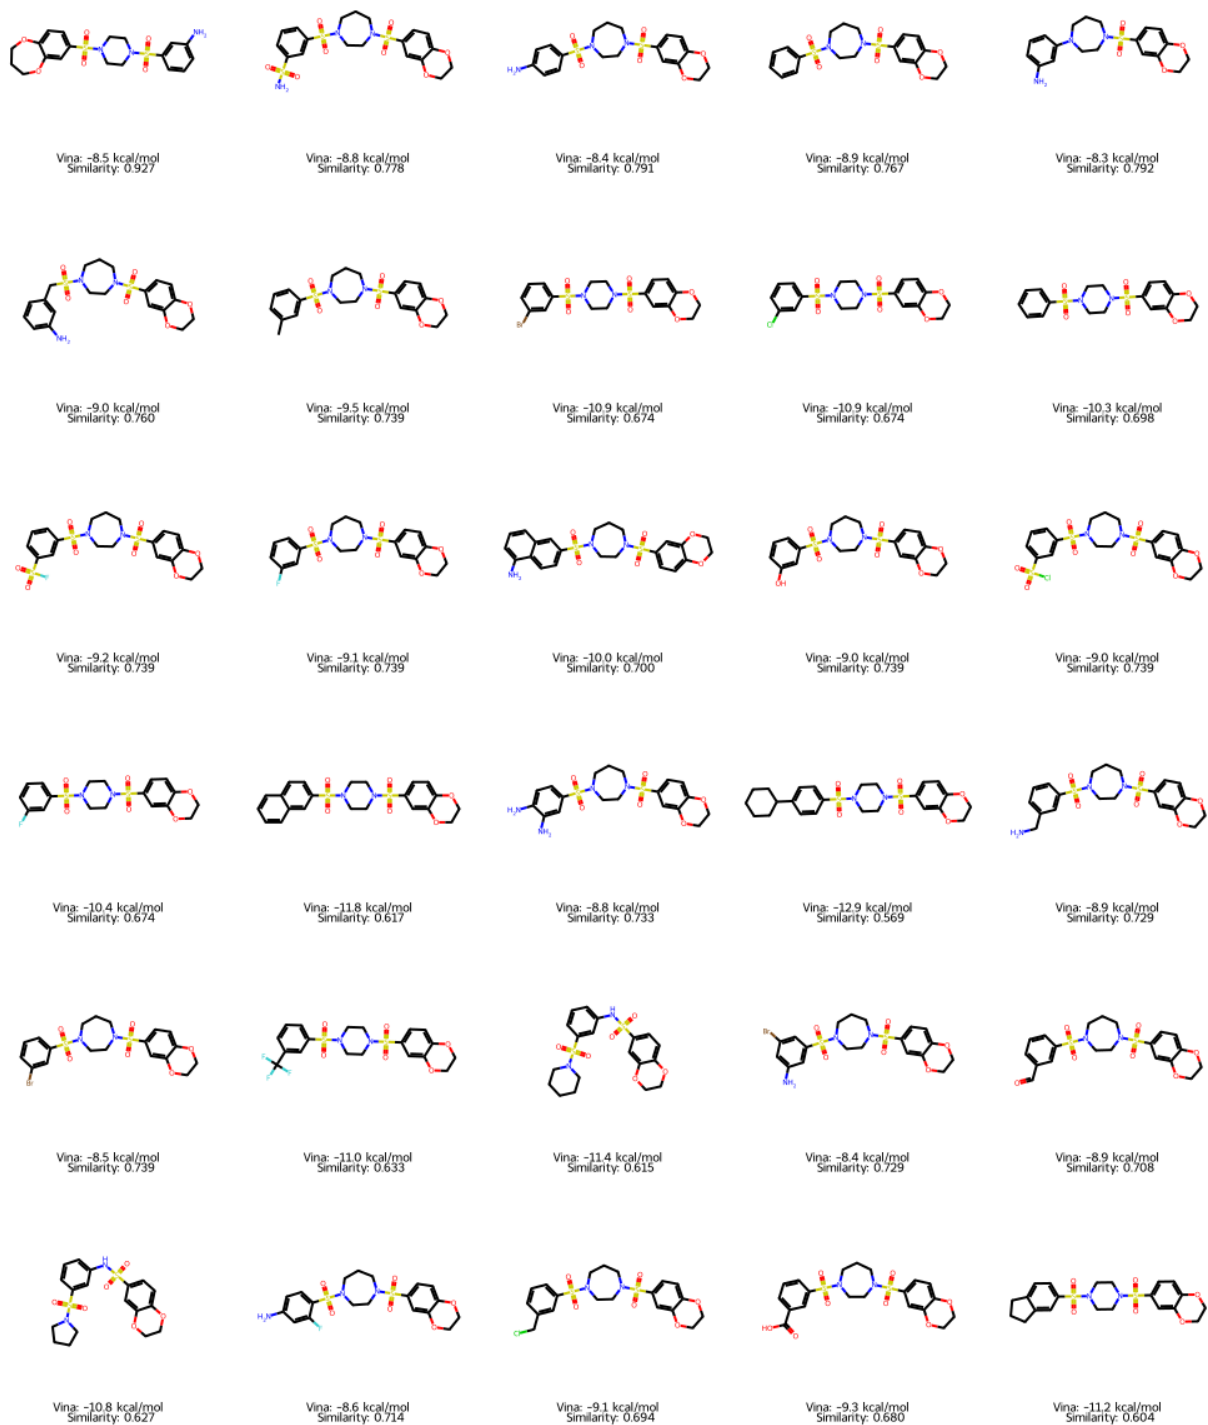 Vina: -8.5 kcal/mol
Similarity: 0.927
Vina: -8.8 kcal/mol
Similarity: 0.778
Vina: -8.4 kcal/mol
Similarity: 0.791
Vina: -8.9 kcal/mol
Similarity: 0.767
Vina: -8.3 kcal/mol
Similarity: 0.792
Vina: -9.0 kcal/mol
Similarity: 0.760
Vina: -9.5 kcal/mol
Similarity: 0.739
Vina: -10.9 kcal/mol
Similarity: 0.674
Vina: -10.9 kcal/mol
Similarity: 0.674
Vina: -10.3 kcal/mol
Similarity: 0.698
Vina: -9.2 kcal/mol
Similarity: 0.739
Vina: -9.1 kcal/mol
Similarity: 0.739
Vina: -10.0 kcal/mol
Similarity: 0.700
Vina: -9.0 kcal/mol
Similarity: 0.739
Vina: -9.0 kcal/mol
Similarity: 0.739
Vina: -10.4 kcal/mol
Similarity: 0.674
Vina: -11.8 kcal/mol
Similarity: 0.617
Vina: -8.8 kcal/mol
Similarity: 0.733
Vina: -12.9 kcal/mol
Similarity: 0.569
Vina: -8.9 kcal/mol
Similarity: 0.729
Vina: -8.5 kcal/mol
Similarity: 0.739
Vina: -11.0 kcal/mol
Similarity: 0.633
Vina: -11.4 kcal/mol
Similarity: 0.615
Vina: -8.4 kcal/mol
Similarity: 0.729
Vina: -8.9 kcal/mol
Similarity: 0.708
Vina: -10.8 kcal/mol
Similarity: 0.627
Vina: -8.6 kcal/mol
Similarity: 0.714
Vina: -9.1 kcal/mol
Similarity: 0.694
Vina: -9.3 kcal/mol
Similarity: 0.680
Vina: -11.2 kcal/mol
Similarity: 0.604